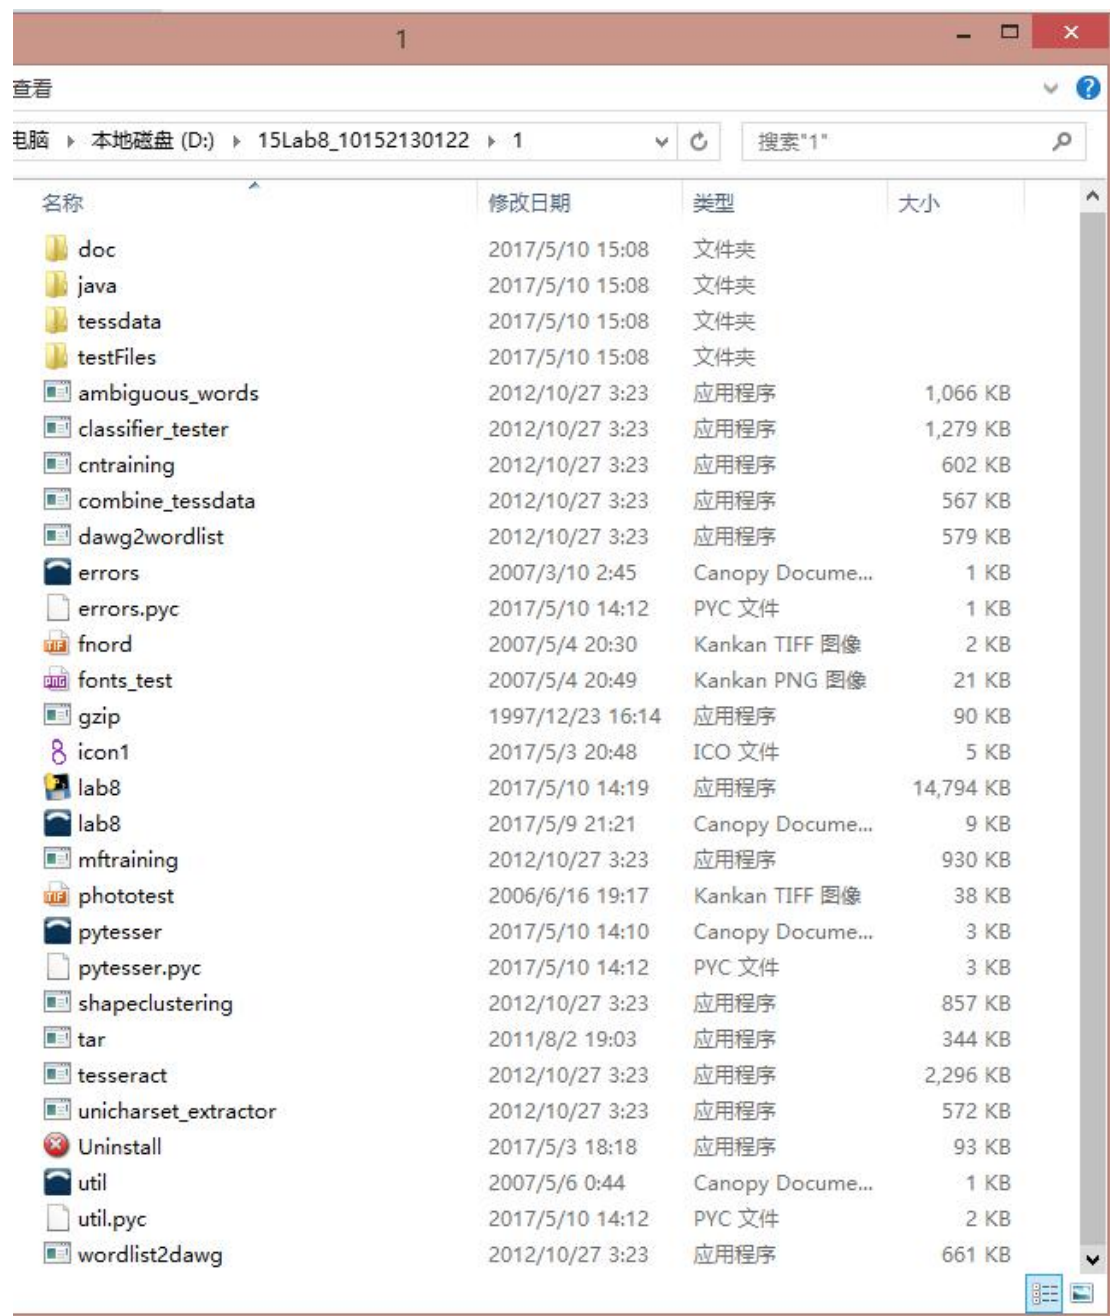 1
查看
电脑 本地磁盘 (D:) 15Lab8_10152130122 1 搜索"1"
名称 修改日期 类型 大小
doc 2017/5/10 15:08 文件夹
java 2017/5/10 15:08 文件夹
tessdata 2017/5/10 15:08 文件夹
testFiles 2017/5/10 15:08 文件夹
ambiguous_words 2012/10/27 3:23 应用程序 1,066 KB
classifier_tester 2012/10/27 3:23 应用程序 1,279 KB
cntraining 2012/10/27 3:23 应用程序 602 KB
combine_tessdata 2012/10/27 3:23 应用程序 567 KB
dawg2wordlist 2012/10/27 3:23 应用程序 579 KB
errors 2007/3/10 2:45 Canopy Docume... 1 KB
errors.pyc 2017/5/10 14:12 PYC 文件 1 KB
fnord 2007/5/4 20:30 Kankan TIFF 图像 2 KB
fonts_test 2007/5/4 20:49 Kankan PNG 图像 21 KB
gzip 1997/12/23 16:14 应用程序 90 KB
icon1 2017/5/3 20:48 ICO 文件 5 KB
lab8 2017/5/10 14:19 应用程序 14,794 KB
lab8 2017/5/9 21:21 Canopy Docume... 9 KB
mftraining 2012/10/27 3:23 应用程序 930 KB
phototest 2006/6/16 19:17 Kankan TIFF 图像 38 KB
pytesser 2017/5/10 14:10 Canopy Docume... 3 KB
pytesser.pyc 2017/5/10 14:12 PYC 文件 3 KB
shapeclustering 2012/10/27 3:23 应用程序 857 KB
tar 2011/8/2 19:03 应用程序 344 KB
tesseract 2012/10/27 3:23 应用程序 2,296 KB
unicharset_extractor 2012/10/27 3:23 应用程序 572 KB
Uninstall 2017/5/3 18:18 应用程序 93 KB
util 2007/5/6 0:44 Canopy Docume... 1 KB
util.pyc 2017/5/10 14:12 PYC 文件 2 KB
wordlist2dawg 2012/10/27 3:23 应用程序 661 KB